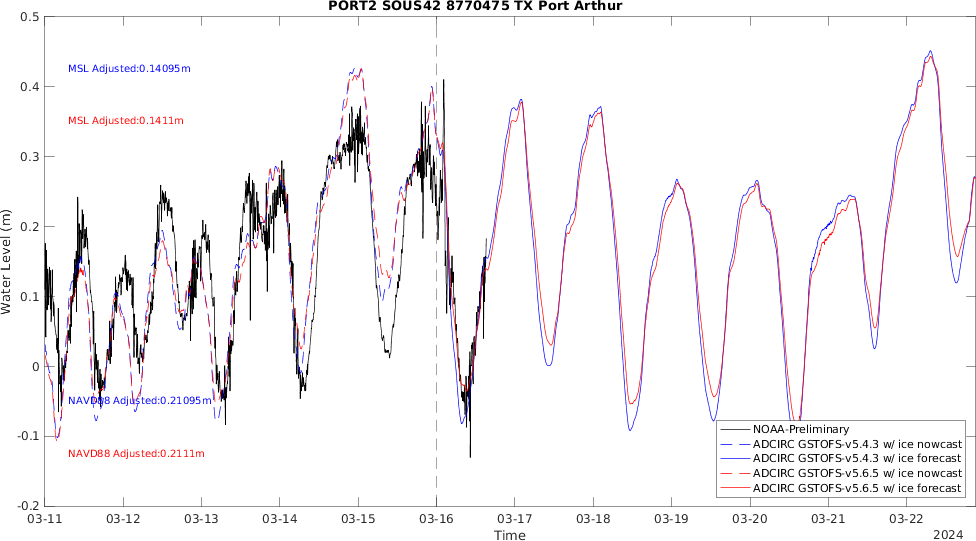 PORT2 SOUS42 8770475 TX Port Arthur
Water Level (m)
0.5
0.4
0.3
0.2
0.1
0
-0.1
-0.2
MSL Adjusted:0.14095m
MSL Adjusted:0.1411m
NAVD88 Adjusted:0.21095m
NAVD88 Adjusted:0.2111m
NOAA-Preliminary
ADCIRC GSTOFS-v5.4.3 w/ ice nowcast
ADCIRC GSTOFS-v5.4.3 w/ ice forecast
ADCIRC GSTOFS-v5.6.5 w/ ice nowcast
ADCIRC GSTOFS-v5.6.5 w/ ice forecast
03-11 03-12 03-13 03-14 03-15 03-16 03-17 03-18 03-19 03-20 03-21 03-22
Time
2024